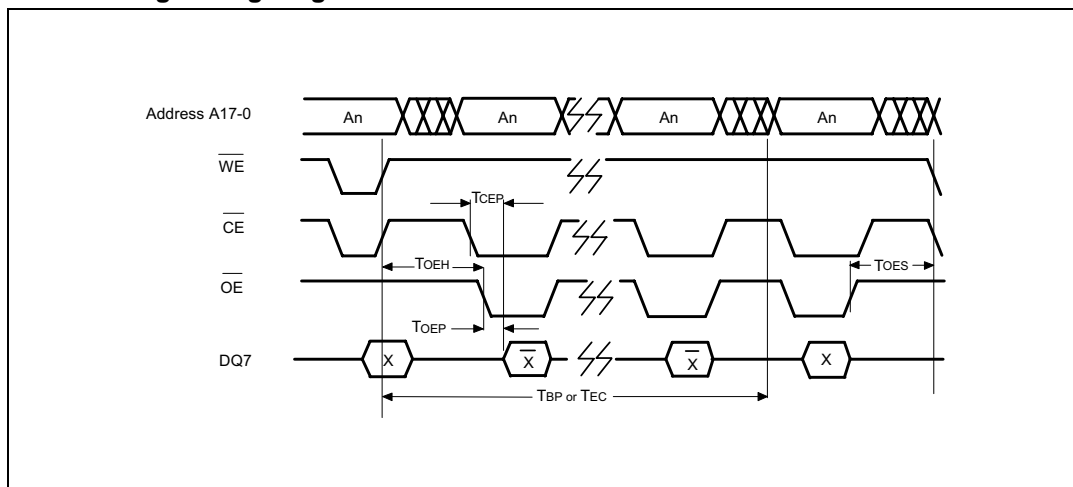 Address A17-0
An An An An
WE
TCEP
CE
TOEH TOES
OE
TOEP
DQ7
X X X X
TBP or TEC